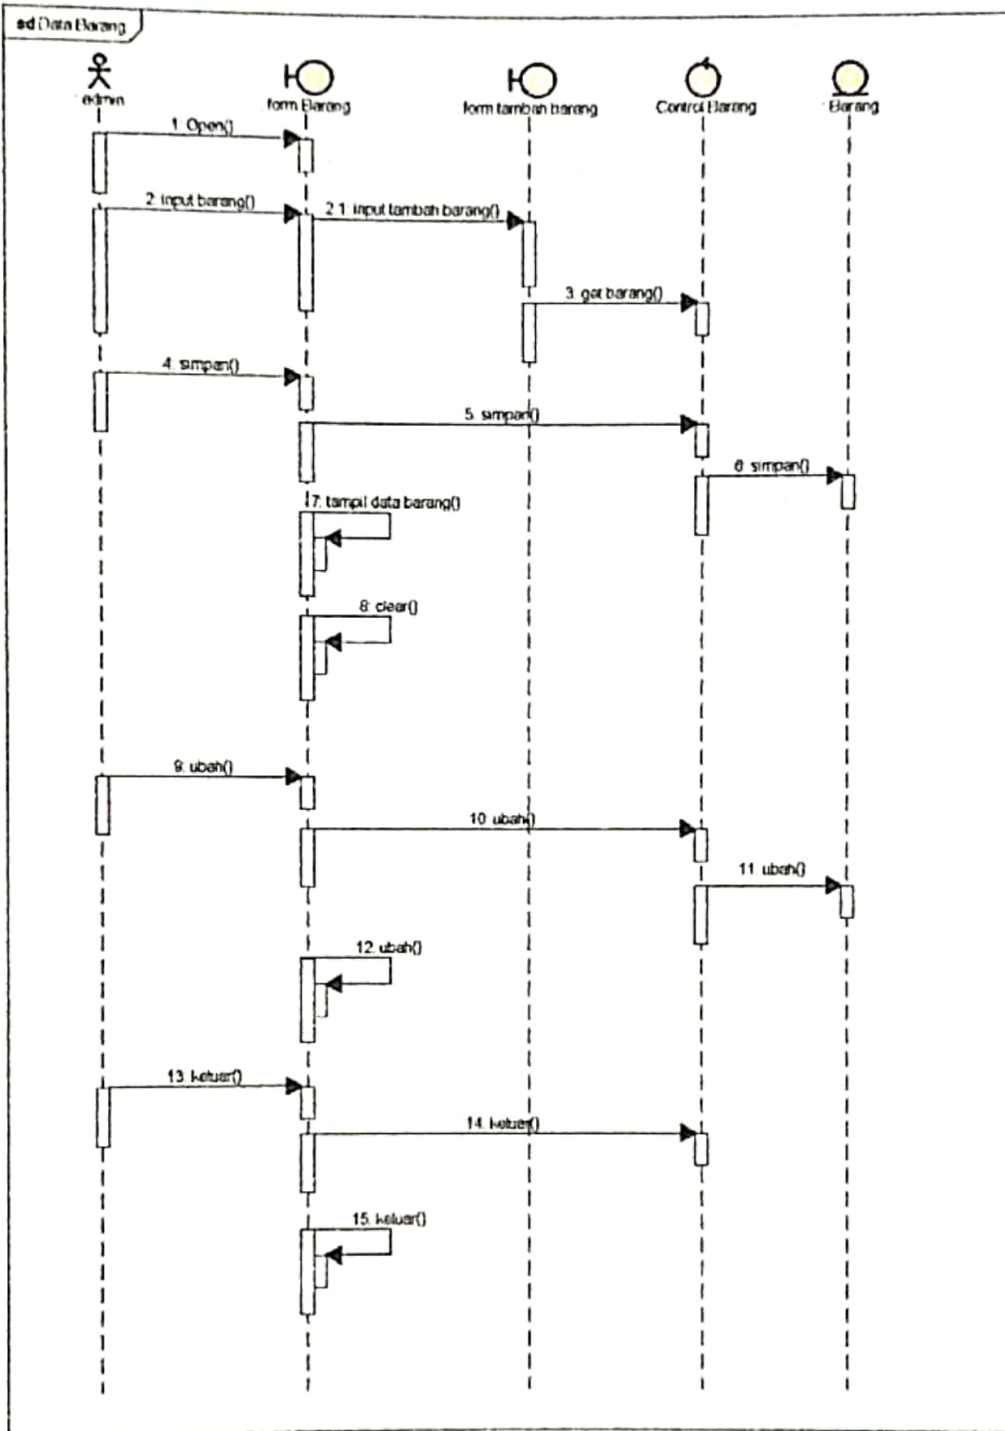 sd Data Barang
: admin
form Barang
form tambah barang
Control Barang
Barang
1. Open()
2. input barang()
2.1. input tambah barang()
3. get barang()
4. simpan()
5. simpan()
6. simpan()
7. tampil data barang()
8. clear()
9. ubah()
10. ubah()
11. ubah()
12. ubah()
13. keluar()
14. keluar()
15. keluar()